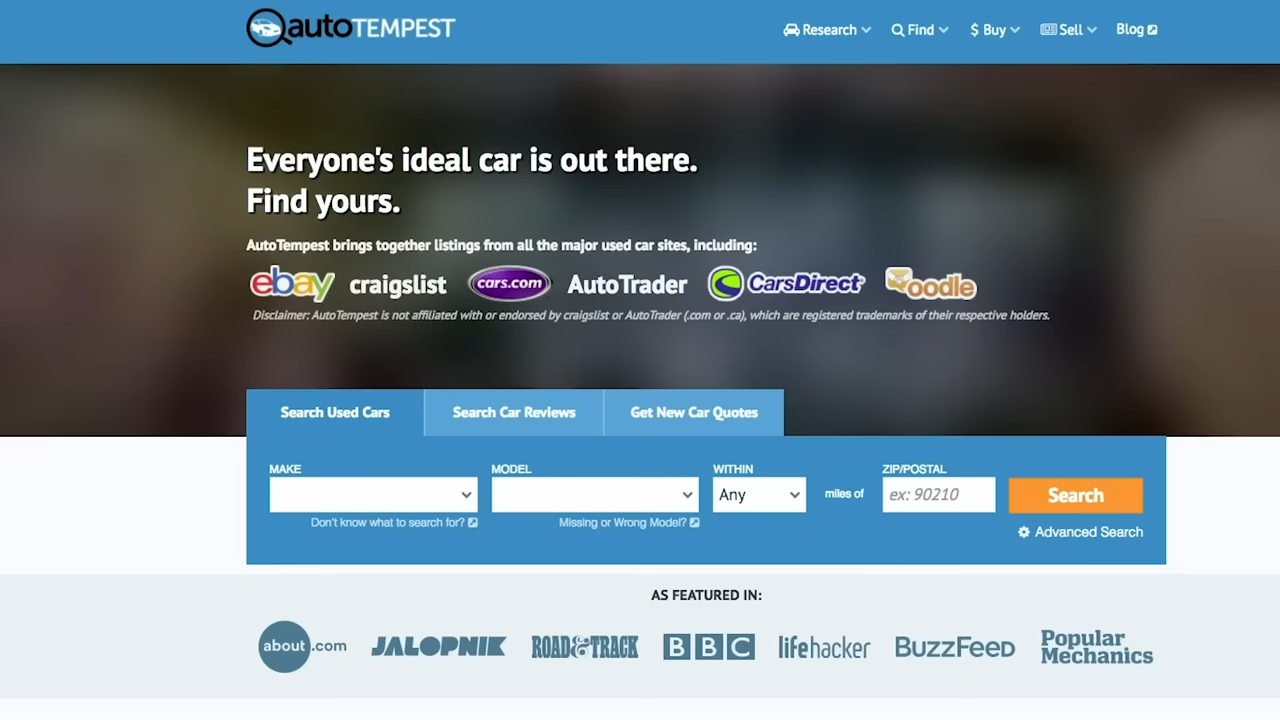 autoTEMPEST
Research Find $ Buy Sell Blog
Everyone's ideal car is out there.
Find yours.
AutoTempest brings together listings from all the major used car sites, including:
ebay craigslist cars.com AutoTrader CarsDirect oodle
Disclaimer: AutoTempest is not affiliated with or endorsed by craigslist or AutoTrader (.com or .ca), which are registered trademarks of their respective holders.
Search Used Cars Search Car Reviews Get New Car Quotes
MAKE MODEL WITHIN ZIP/POSTAL
Any miles of ex: 90210 Search
Don't know what to search for? Missing or Wrong Model? Advanced Search
AS FEATURED IN:
about.com JALOPNIK ROAD & TRACK BBC lifehacker BuzzFeed Popular
Mechanics